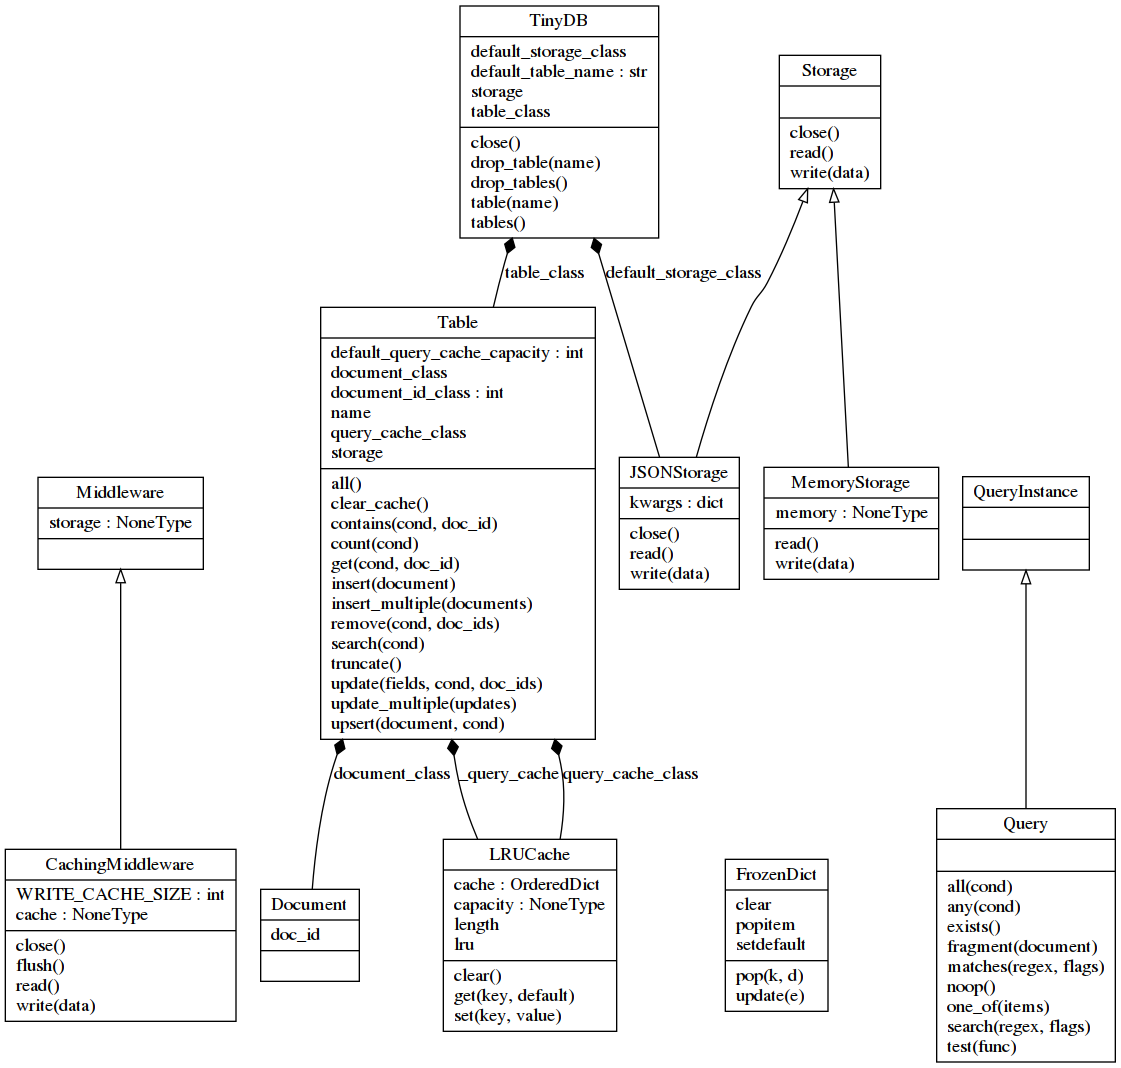 TinyDB
default_storage_class
default_table_name : str
storage
table_class
close()
drop_table(name)
drop_tables()
table(name)
tables()
Storage
close()
read()
write(data)
table_class
default_storage_class
Table
default_query_cache_capacity : int
document_class
document_id_class : int
name
query_cache_class
storage
all()
clear_cache()
contains(cond, doc_id)
count(cond)
get(cond, doc_id)
insert(document)
insert_multiple(documents)
remove(cond, doc_ids)
search(cond)
truncate()
update(fields, cond, doc_ids)
update_multiple(updates)
upsert(document, cond)
JSONStorage
kwargs : dict
close()
read()
write(data)
MemoryStorage
memory : NoneType
read()
write(data)
QueryInstance
Middleware
storage : NoneType
document_class
_query_cache
query_cache_class
CachingMiddleware
WRITE_CACHE_SIZE : int
cache : NoneType
close()
flush()
read()
write(data)
Document
doc_id
LRUCache
cache : OrderedDict
capacity : NoneType
length
lru
clear()
get(key, default)
set(key, value)
FrozenDict
clear
popitem
setdefault
pop(k, d)
update(e)
Query
all(cond)
any(cond)
exists()
fragment(document)
matches(regex, flags)
noop()
one_of(items)
search(regex, flags)
test(func)